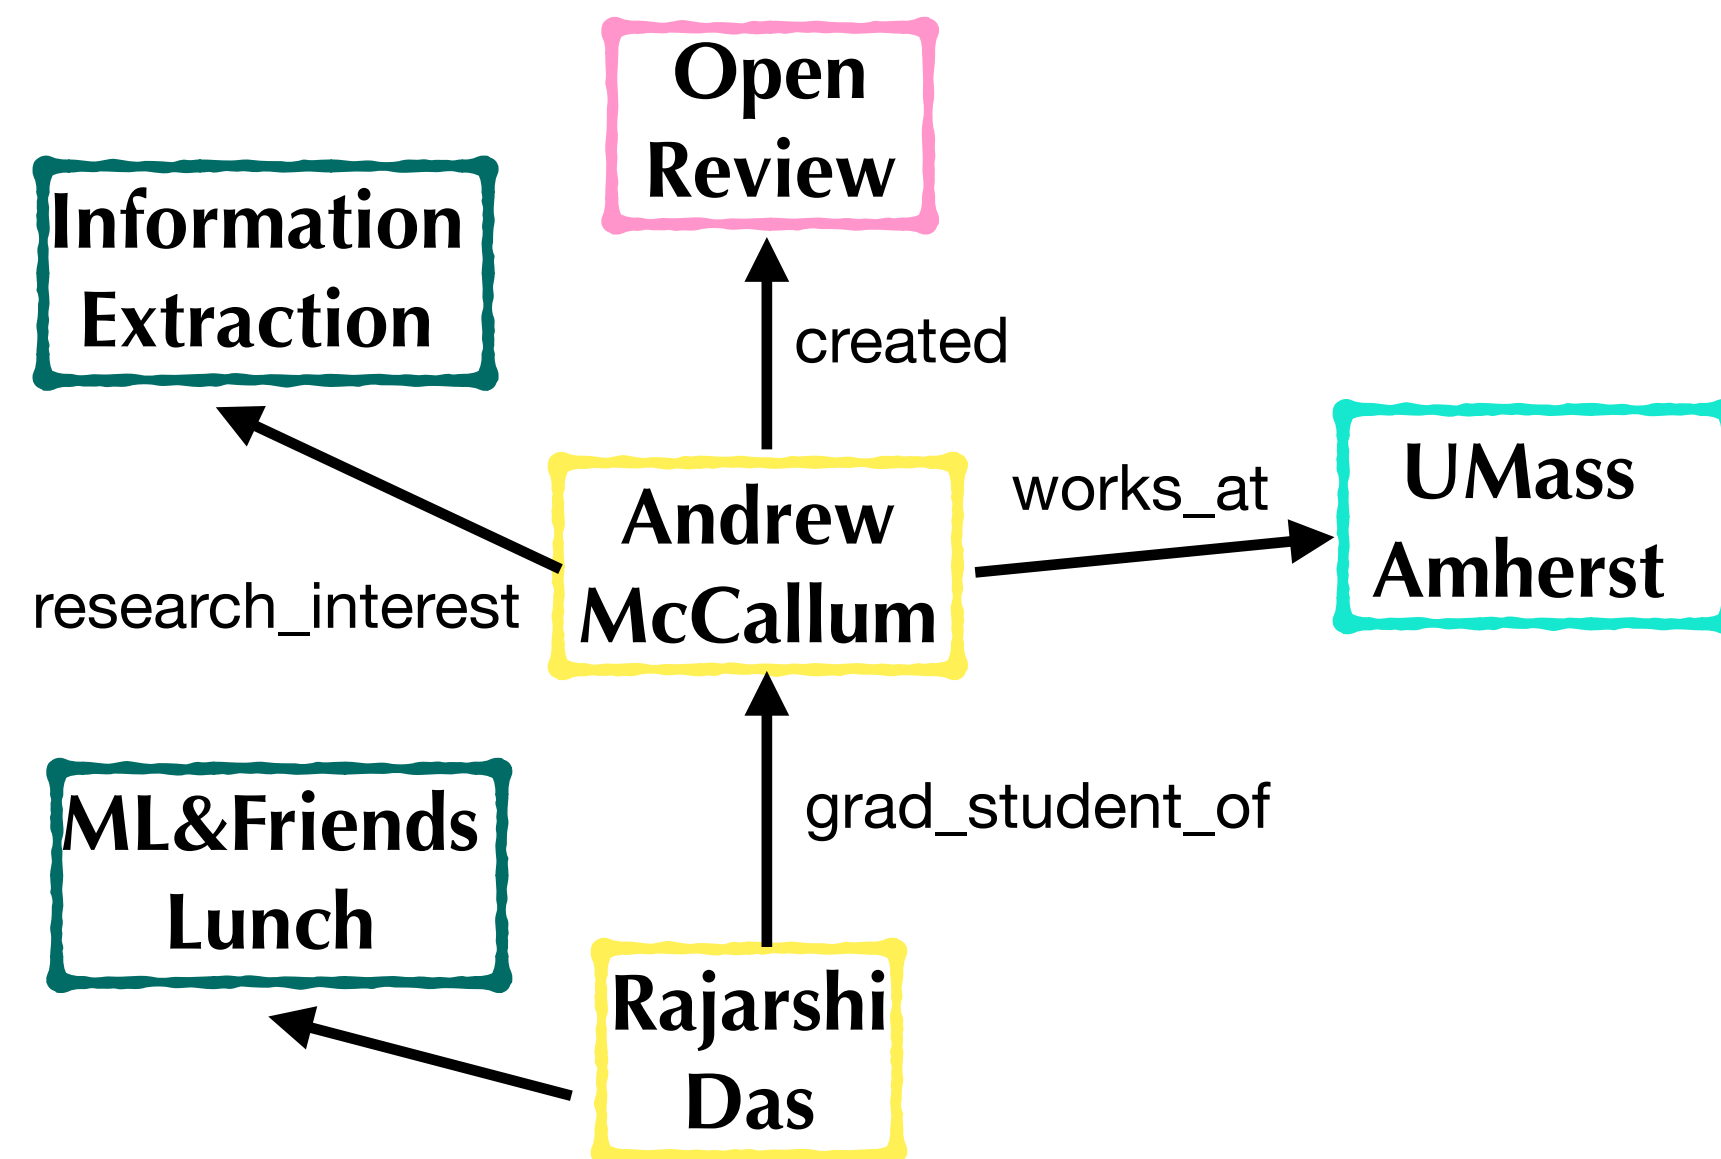 Open
Review
Information
Extraction
created
UMass
Amherst
works_at
Andrew
McCallum
research_interest
grad_student_of
ML&Friends
Lunch
Rajarshi
Das